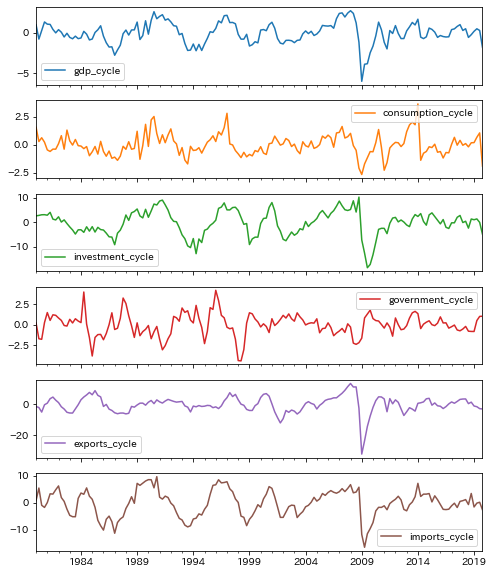 0
−5
gdp_cycle
2.5
0.0
−2.5
consumption_cycle
10
0
−10
investment_cycle
2.5
0.0
−2.5
government_cycle
0
−20
exports_cycle
10
0
−10
imports_cycle
1984 1989 1994 1999 2004 2009 2014 2019